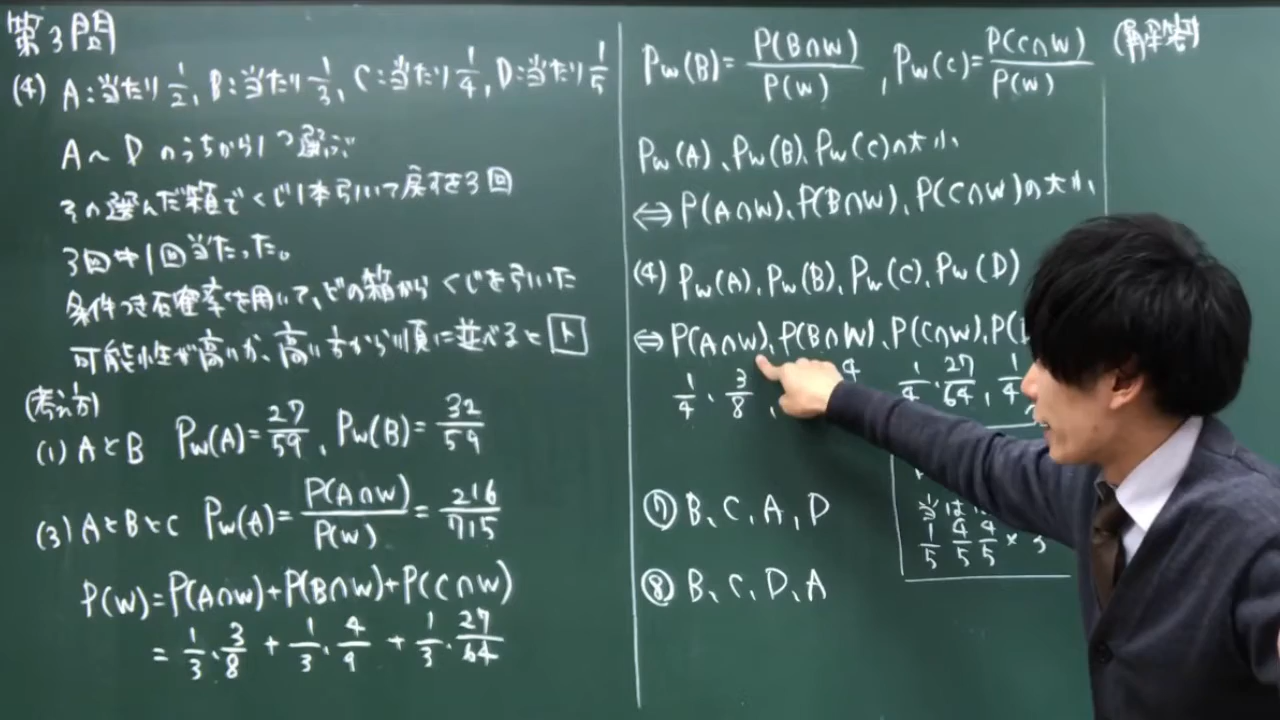 第3問
(4) A:当たり1/2, B:当たり1/3, C:当たり1/4, D:当たり1/5
A～Dのうちから1つ選ぶ
その選んだ箱でくじ1本引いて戻すを3回
3回中1回当たった。
条件つき確率を用いて、どの箱からくじを引いた
可能性が高いか、高い方から順に並べると ト
(考え方)
(1) AとB Pw(A)=27/59, Pw(B)=32/59
(3) AとBとC Pw(A)=P(A∩W)/P(W)=216/715
P(W)=P(A∩W)+P(B∩W)+P(C∩W)
=1/3・3/8+1/3・4/9+1/3・27/64
Pw(B)=P(B∩W)/P(W), Pw(C)=P(C∩W)/P(W)
Pw(A)、Pw(B)、Pw(C)の大小
⇔P(A∩W)、P(B∩W)、P(C∩W)の大小
(4) Pw(A)、Pw(B)、Pw(C)、Pw(D)
⇔P(A∩W)、P(B∩W)、P(C∩W)、P(
1/4・3/8, 4 1/4・27/64, 1/4
当 は
1/5 4/5 4/5 × 3
⑦ B、C、A、D
⑧ B、C、D、A
(解答)